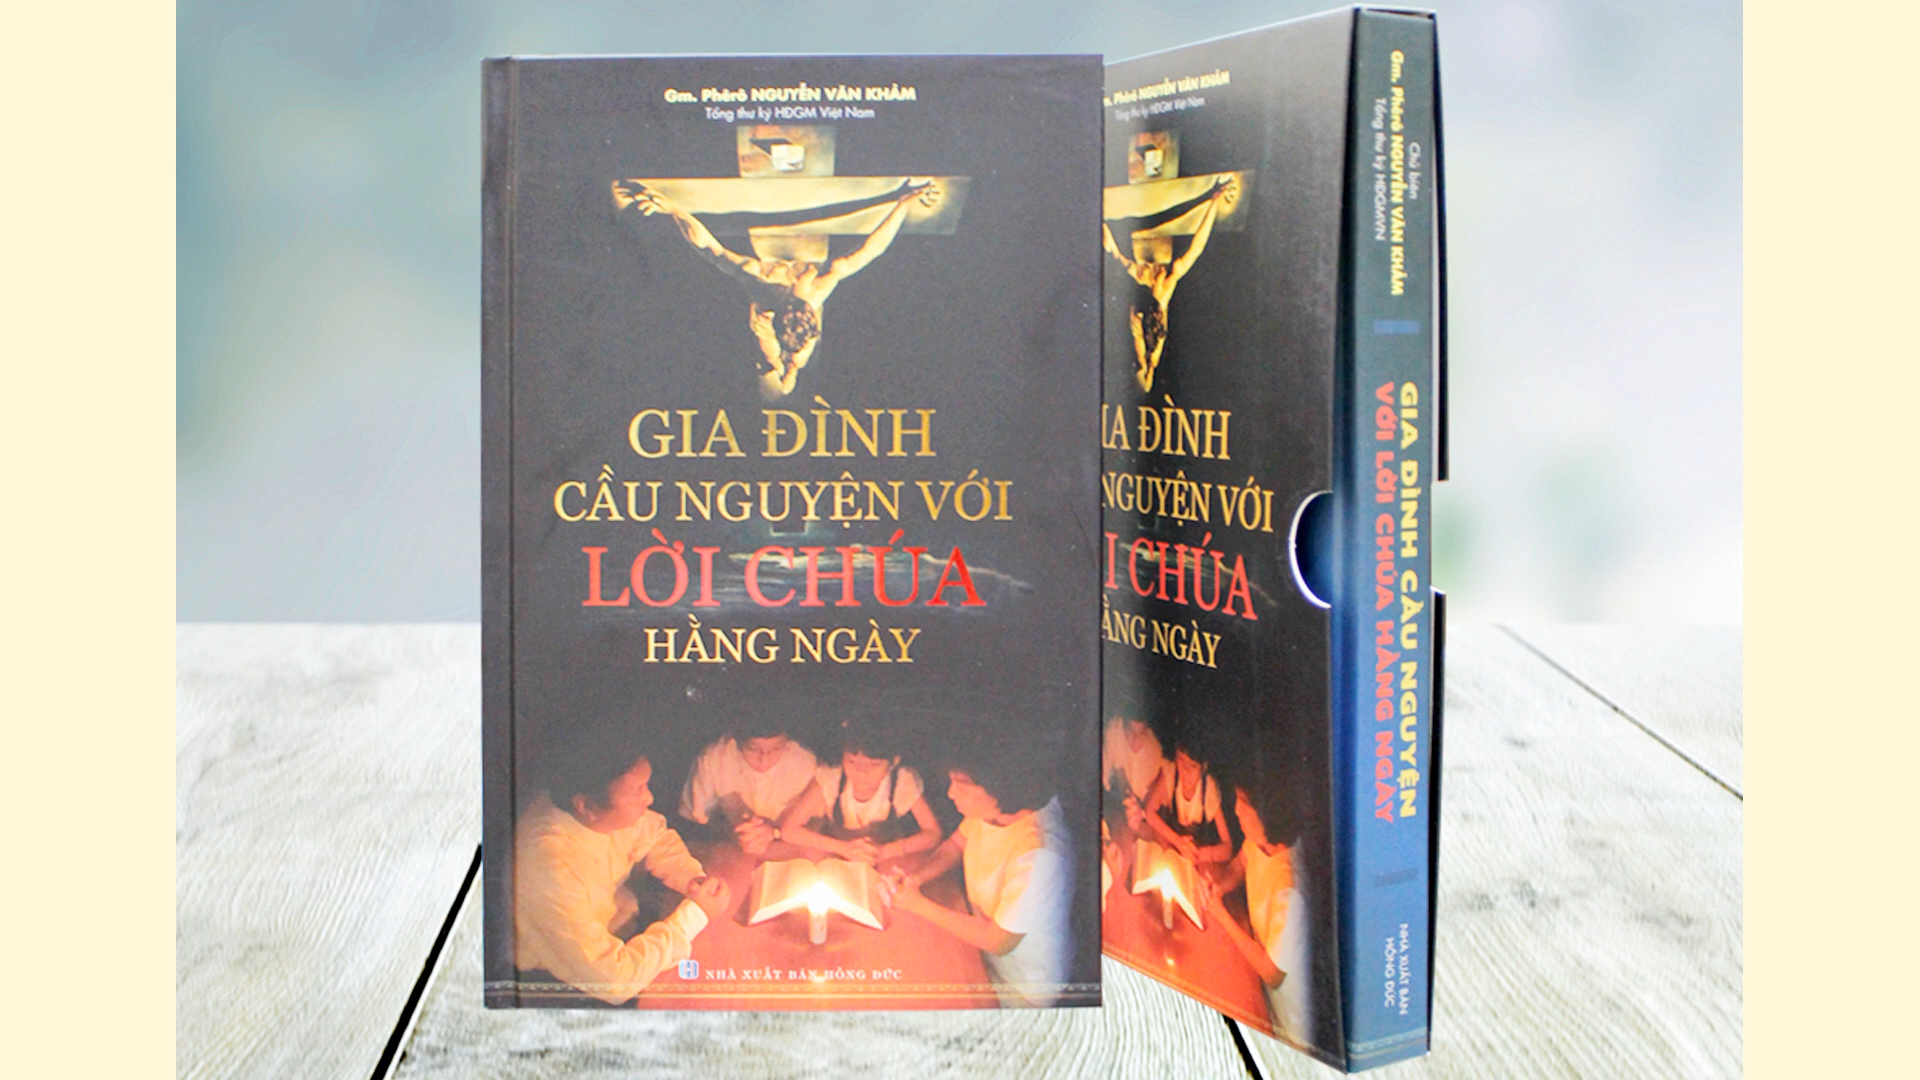 Gm. Phêrô NGUYỄN VĂN KHẢM
Tổng thư ký HĐGM Việt Nam
GIA ĐÌNH
CẦU NGUYỆN VỚI
LỜI CHÚA
HẰNG NGÀY
NHÀ XUẤT BẢN HỒNG ĐỨC
m. Phêrô NGUYỄN VĂN KHẢM
Tổng thư ký HĐGM Việt Nam
IA ĐÌNH
NGUYỆN VỚI
I CHÚA
ẰNG NGÀY
Chủ biên
Gm. Phêrô NGUYỄN VĂN KHẢM
Tổng thư ký HĐGMVN
GIA ĐÌNH CẦU NGUYỆN
VỚI LỜI CHÚA HẰNG NGÀY
NHÀ XUẤT BẢN
HỒNG ĐỨC